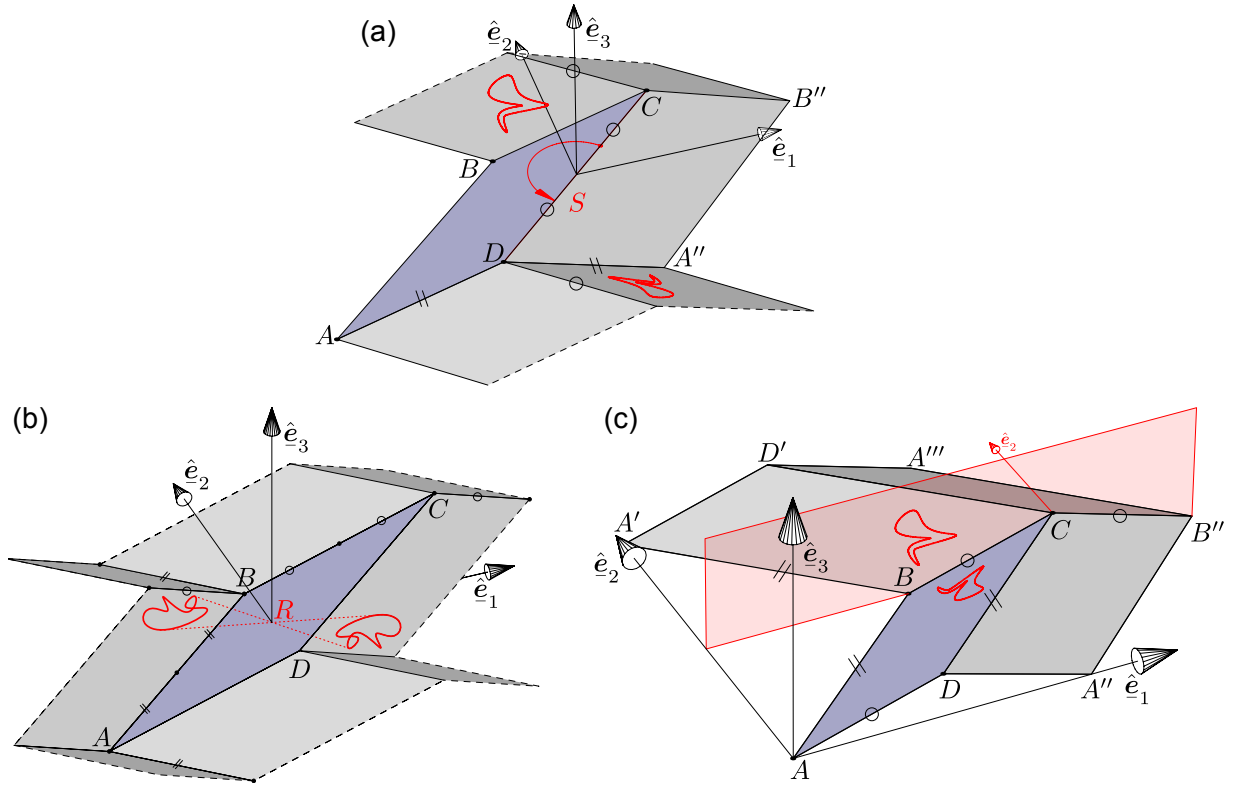 (a)
ê₂
ê₃
C
B″
ê₁
B
S
D
A″
A
(b)
ê₃
ê₂
C
B
ê₁
R
D
A
(c)
D′
A‴
ê₂
A′
C
B″
ê₂
ê₃
B
D
A″
ê₁
A